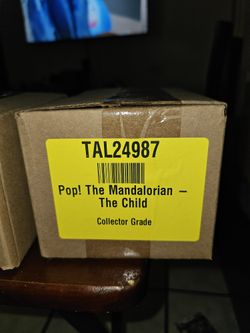 TAL24987
Pop! The Mandalorian –
The Child
Collector Grade